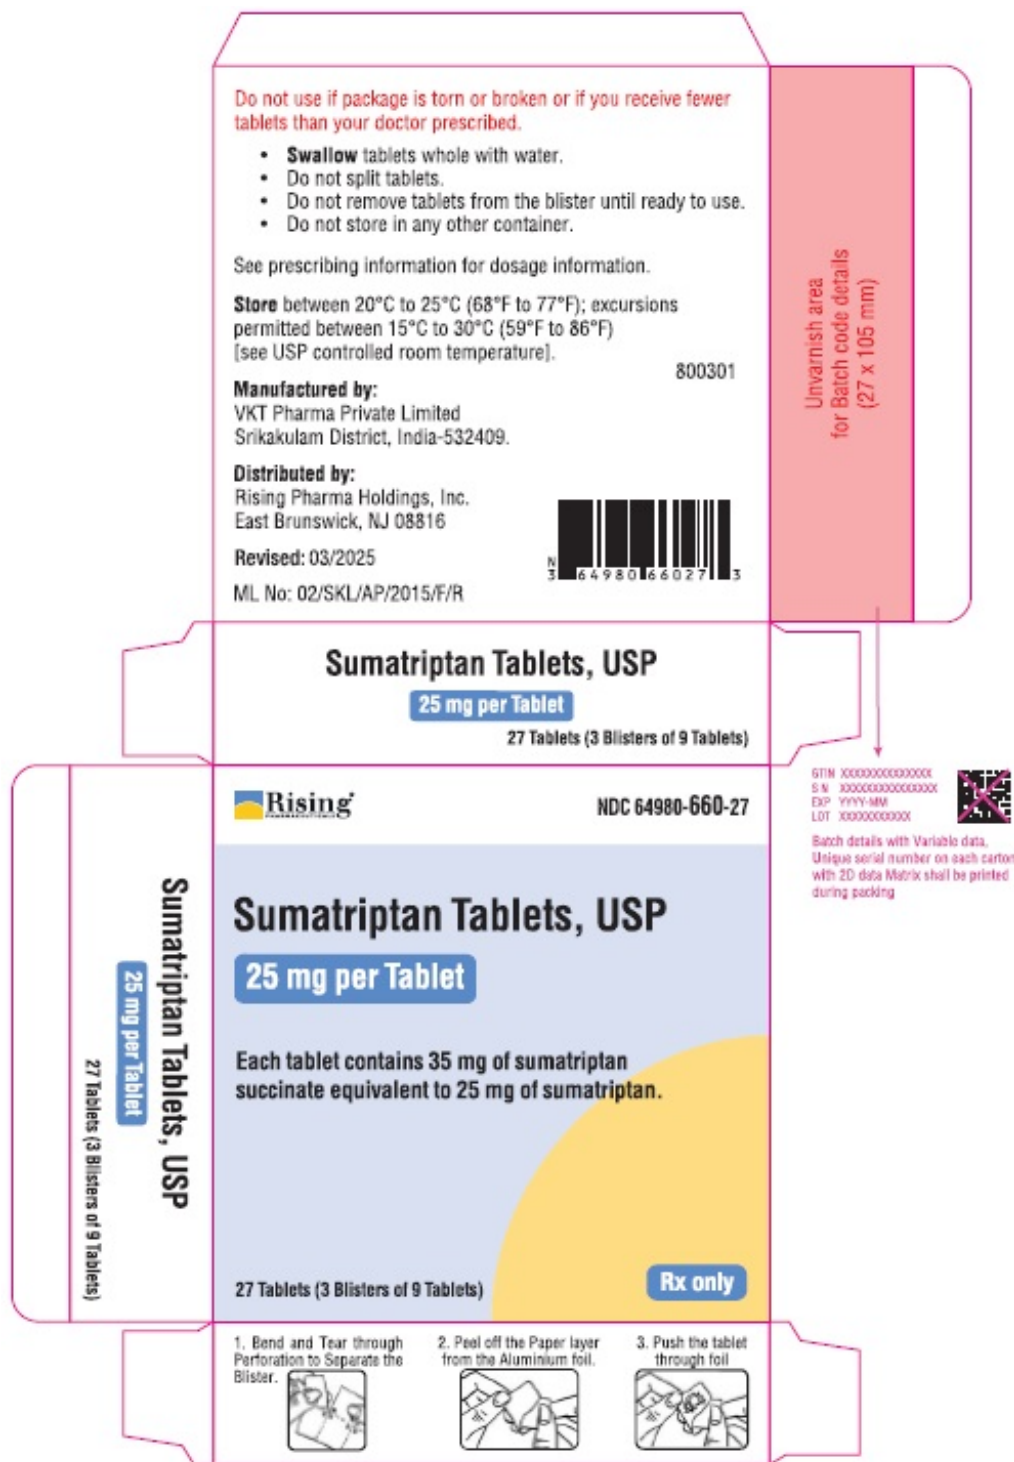 Do not use if package is torn or broken or if you receive fewer
tablets than your doctor prescribed.
• Swallow tablets whole with water.
• Do not split tablets.
• Do not remove tablets from the blister until ready to use.
• Do not store in any other container.
See prescribing information for dosage information.
Store between 20°C to 25°C (68°F to 77°F); excursions
permitted between 15°C to 30°C (59°F to 86°F)
[see USP controlled room temperature].
800301
Manufactured by:
VKT Pharma Private Limited
Srikakulam District, India-532409.
Distributed by:
Rising Pharma Holdings, Inc.
East Brunswick, NJ 08816
Revised: 03/2025
ML No: 02/SKL/AP/2015/F/R
N
3 64980 66027 3
Unvarnish area
for Batch code details
(27 x 105 mm)
Sumatriptan Tablets, USP
25 mg per Tablet
27 Tablets (3 Blisters of 9 Tablets)
GTIN XXXXXXXXXXXXXX
S N XXXXXXXXXXXXXXX
EXP YYYY-MM
LOT XXXXXXXXXXX
Batch details with Variable data,
Unique serial number on each carton
with 2D data Matrix shall be printed
during packing
Sumatriptan Tablets, USP
25 mg per Tablet
27 Tablets (3 Blisters of 9 Tablets)
Rising
NDC 64980-660-27
Sumatriptan Tablets, USP
25 mg per Tablet
Each tablet contains 35 mg of sumatriptan
succinate equivalent to 25 mg of sumatriptan.
27 Tablets (3 Blisters of 9 Tablets)
Rx only
1. Bend and Tear through
Perforation to Separate the
Blister.
2. Peel off the Paper layer
from the Aluminium foil.
3. Push the tablet
through foil